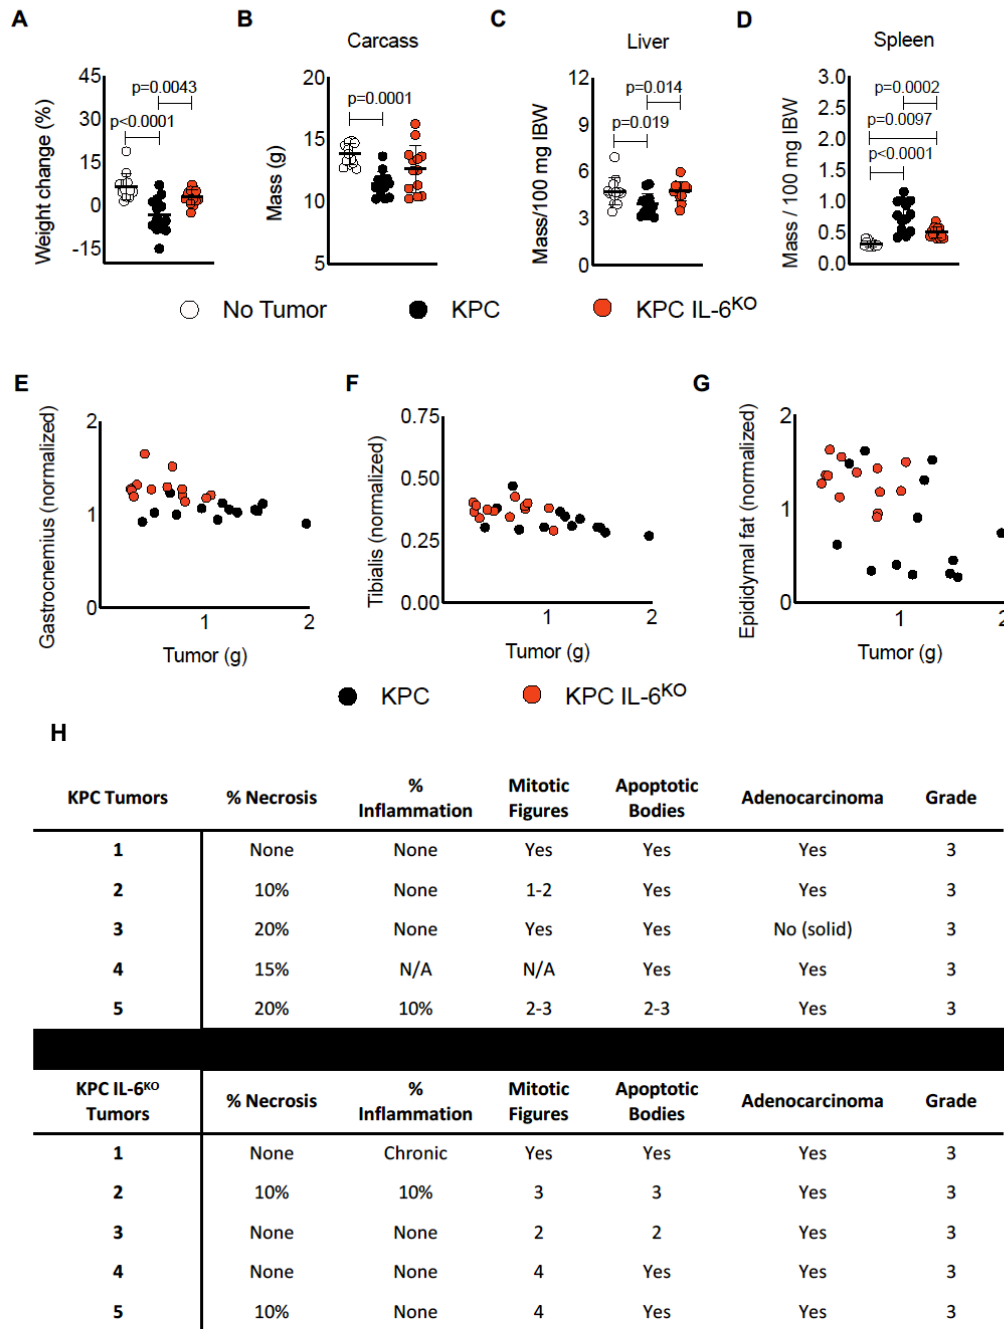 A
B
C
D
Carcass
Liver
Spleen
Weight change (%)
45
30
15
0
-15
p=0.0043
p<0.0001
Mass (g)
20
15
10
5
p=0.0001
Mass/100 mg IBW
12
9
6
3
0
p=0.014
p=0.019
Mass / 100 mg IBW
3.0
2.5
2.0
1.5
1.0
0.5
0.0
p=0.0002
p=0.0097
p<0.0001
No Tumor
KPC
KPC IL-6KO
E
F
G
Gastrocnemius (normalized)
2
1
0
1
2
Tumor (g)
Tibialis (normalized)
0.75
0.50
0.25
0.00
1
2
Tumor (g)
Epididymal fat (normalized)
2
1
0
1
2
Tumor (g)
KPC
KPC IL-6KO
H
KPC Tumors % Necrosis % Inflammation Mitotic Figures Apoptotic Bodies Adenocarcinoma Grade
1 None None Yes Yes Yes 3
2 10% None 1-2 Yes Yes 3
3 20% None Yes Yes No (solid) 3
4 15% N/A N/A Yes Yes 3
5 20% 10% 2-3 2-3 Yes 3
KPC IL-6KO Tumors % Necrosis % Inflammation Mitotic Figures Apoptotic Bodies Adenocarcinoma Grade
1 None Chronic Yes Yes Yes 3
2 10% 10% 3 3 Yes 3
3 None None 2 2 Yes 3
4 None None 4 Yes Yes 3
5 10% None 4 Yes Yes 3